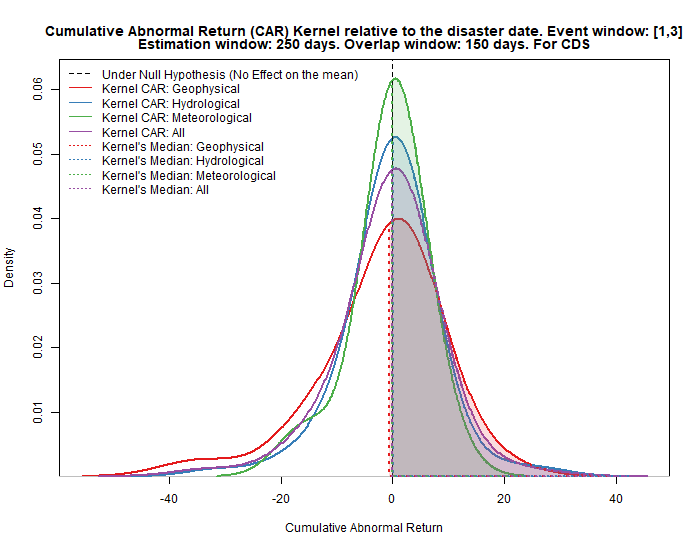 Cumulative Abnormal Return (CAR) Kernel relative to the disaster date. Event window: [1,3]
Estimation window: 250 days. Overlap window: 150 days. For CDS
Under Null Hypothesis (No Effect on the mean)
Kernel CAR: Geophysical
Kernel CAR: Hydrological
Kernel CAR: Meteorological
Kernel CAR: All
Kernel's Median: Geophysical
Kernel's Median: Hydrological
Kernel's Median: Meteorological
Kernel's Median: All
0.06
0.05
0.04
0.03
0.02
0.01
Density
-40 -20 0 20 40
Cumulative Abnormal Return